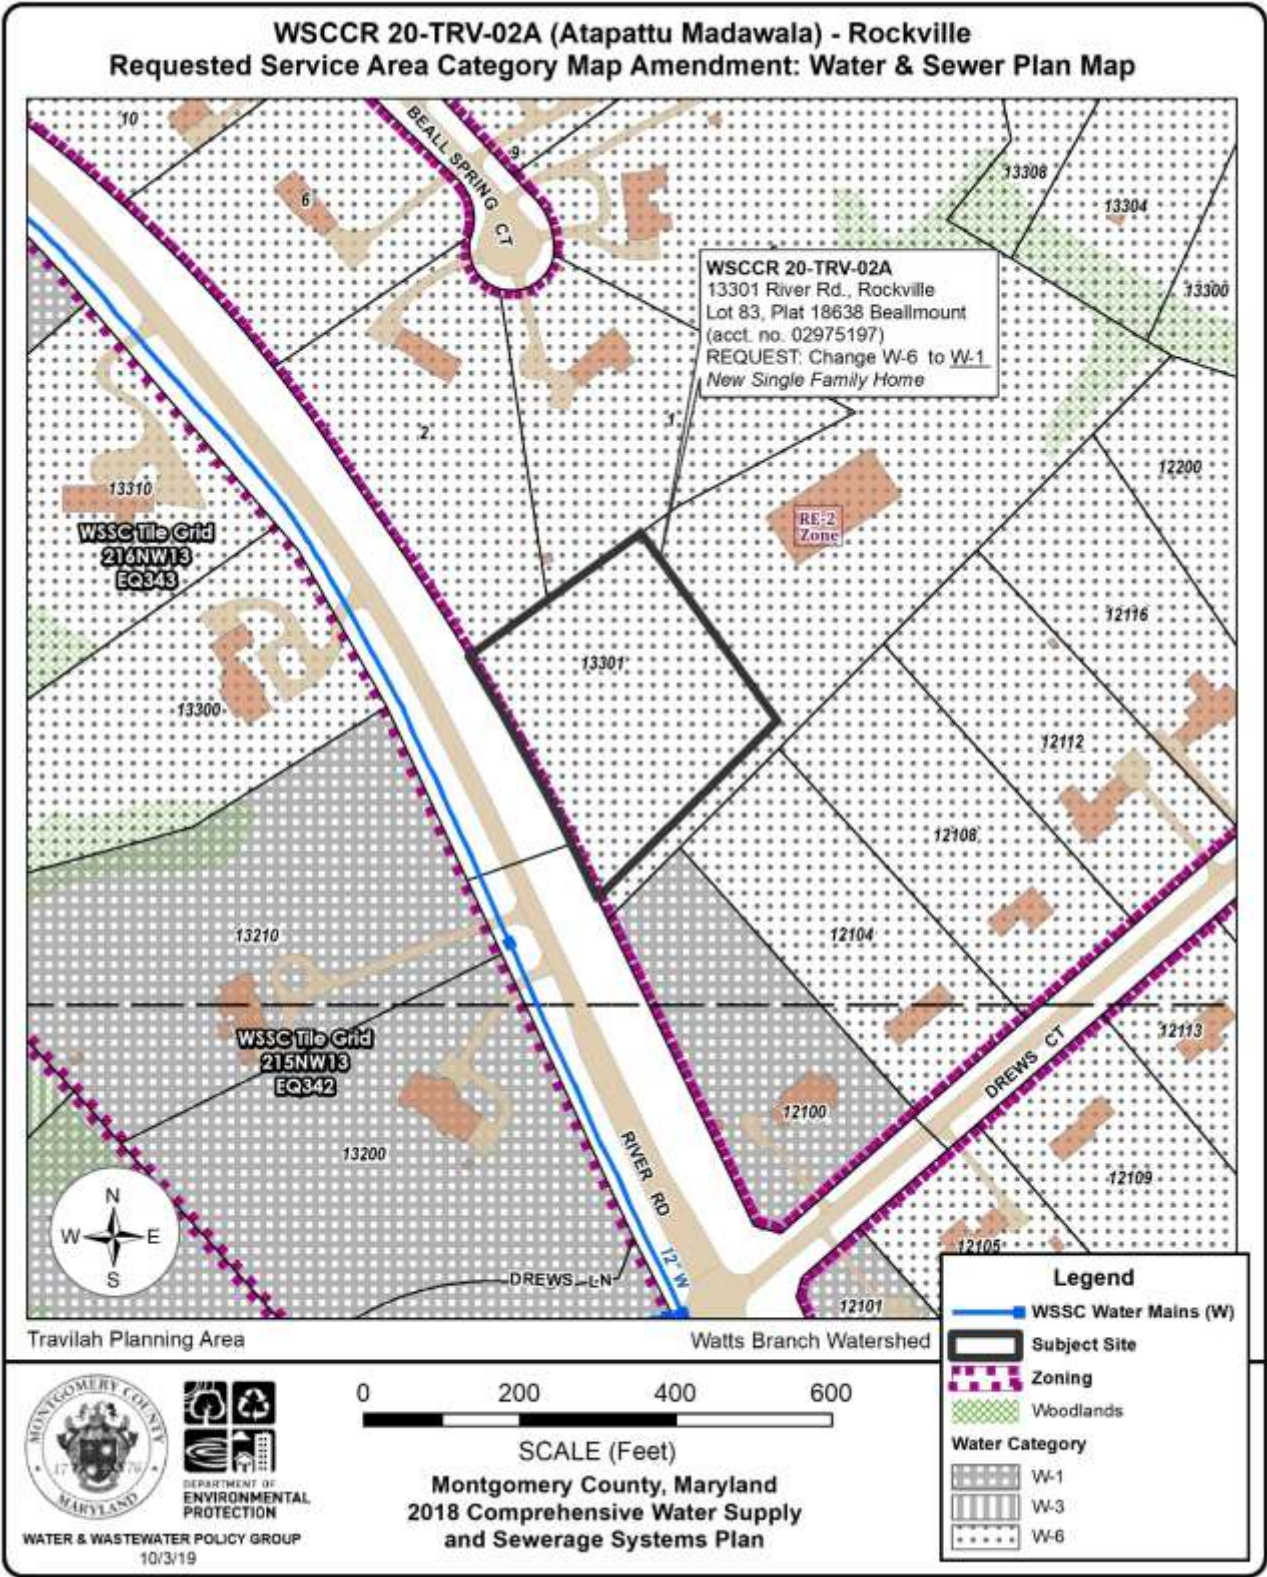 WSCCR 20-TRV-02A (Atapattu Madawala) - Rockville
Requested Service Area Category Map Amendment: Water & Sewer Plan Map
10
BEALL SPRING CT
9
6
13308
13304
13300
WSCCR 20-TRV-02A
13301 River Rd., Rockville
Lot 83, Plat 18638 Beallmount
(acct. no. 02975197)
REQUEST: Change W-6 to W-1
New Single Family Home
2
1
12200
13310
WSSC Tile Grid
216NW13
EQ343
RE-2
Zone
12116
13301
13300
12112
12108
13210
12104
WSSC Tile Grid
215NW13
EQ342
12113
DREWS CT
12100
13200
RIVER RD
12109
N
W
E
S
12105
12" W
DREWS LN
12101
Travilah Planning Area
Watts Branch Watershed
Legend
WSSC Water Mains (W)
Subject Site
Zoning
Woodlands
Water Category
W-1
W-3
W-6
MONTGOMERY COUNTY
17 76
MARYLAND
DEPARTMENT OF
ENVIRONMENTAL
PROTECTION
WATER & WASTEWATER POLICY GROUP
10/3/19
0 200 400 600
SCALE (Feet)
Montgomery County, Maryland
2018 Comprehensive Water Supply
and Sewerage Systems Plan